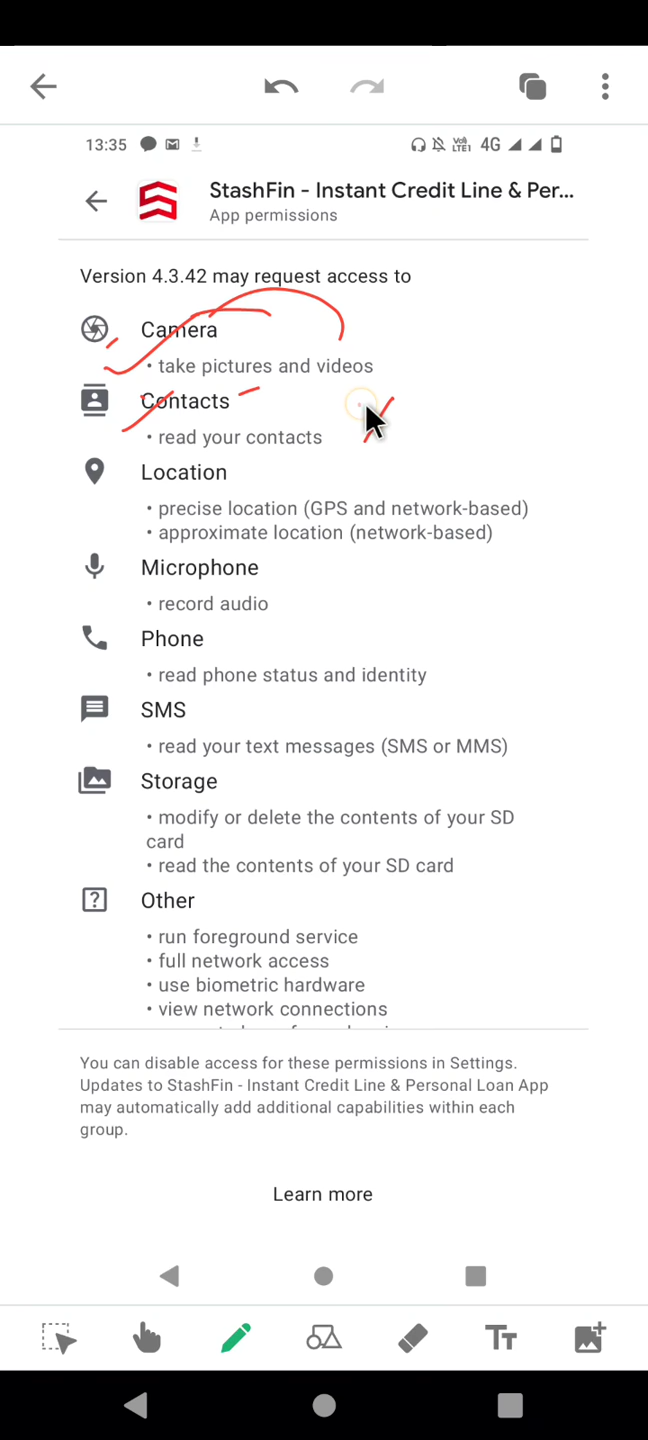 13:35
Vo) LTE1 4G
StashFin - Instant Credit Line & Per...
App permissions
Version 4.3.42 may request access to
Camera
• take pictures and videos
Contacts
• read your contacts
Location
• precise location (GPS and network-based)
• approximate location (network-based)
Microphone
• record audio
Phone
• read phone status and identity
SMS
• read your text messages (SMS or MMS)
Storage
• modify or delete the contents of your SD
card
• read the contents of your SD card
Other
• run foreground service
• full network access
• use biometric hardware
• view network connections
You can disable access for these permissions in Settings.
Updates to StashFin - Instant Credit Line & Personal Loan App
may automatically add additional capabilities within each
group.
Learn more
TT